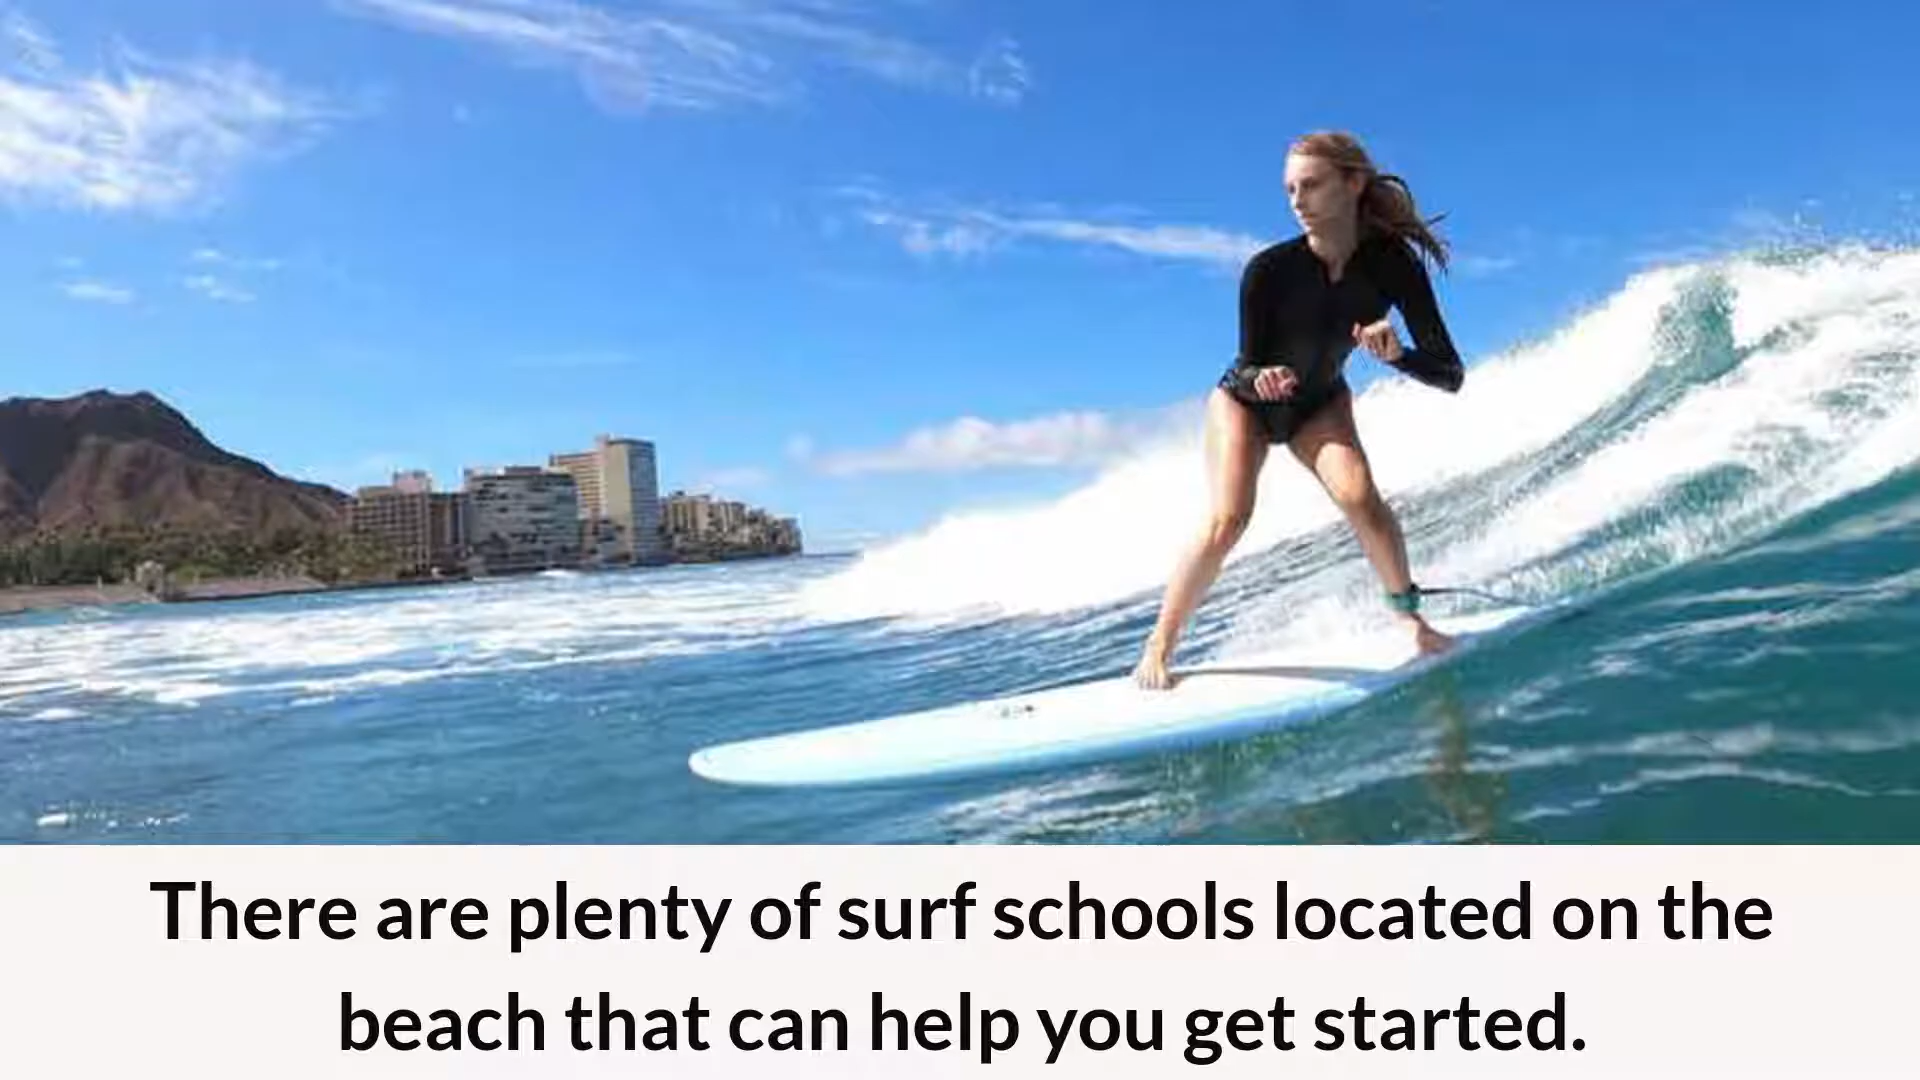 There are plenty of surf schools located on the
beach that can help you get started.